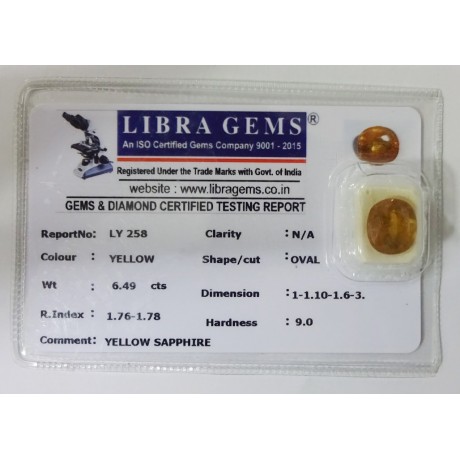 LIBRA GEMS ®
An ISO Certified Gems Company 9001 - 2015
Registered Under the Trade Marks with Govt. of India
website : www.libragems.co.in
GEMS & DIAMOND CERTIFIED TESTING REPORT
ReportNo: LY 258 Clarity : N/A
Colour : YELLOW Shape/cut : OVAL
Wt : 6.49 cts Dimension : 1-1.10-1.6-3.
R.Index : 1.76-1.78 Hardness : 9.0
Comment: YELLOW SAPPHIRE